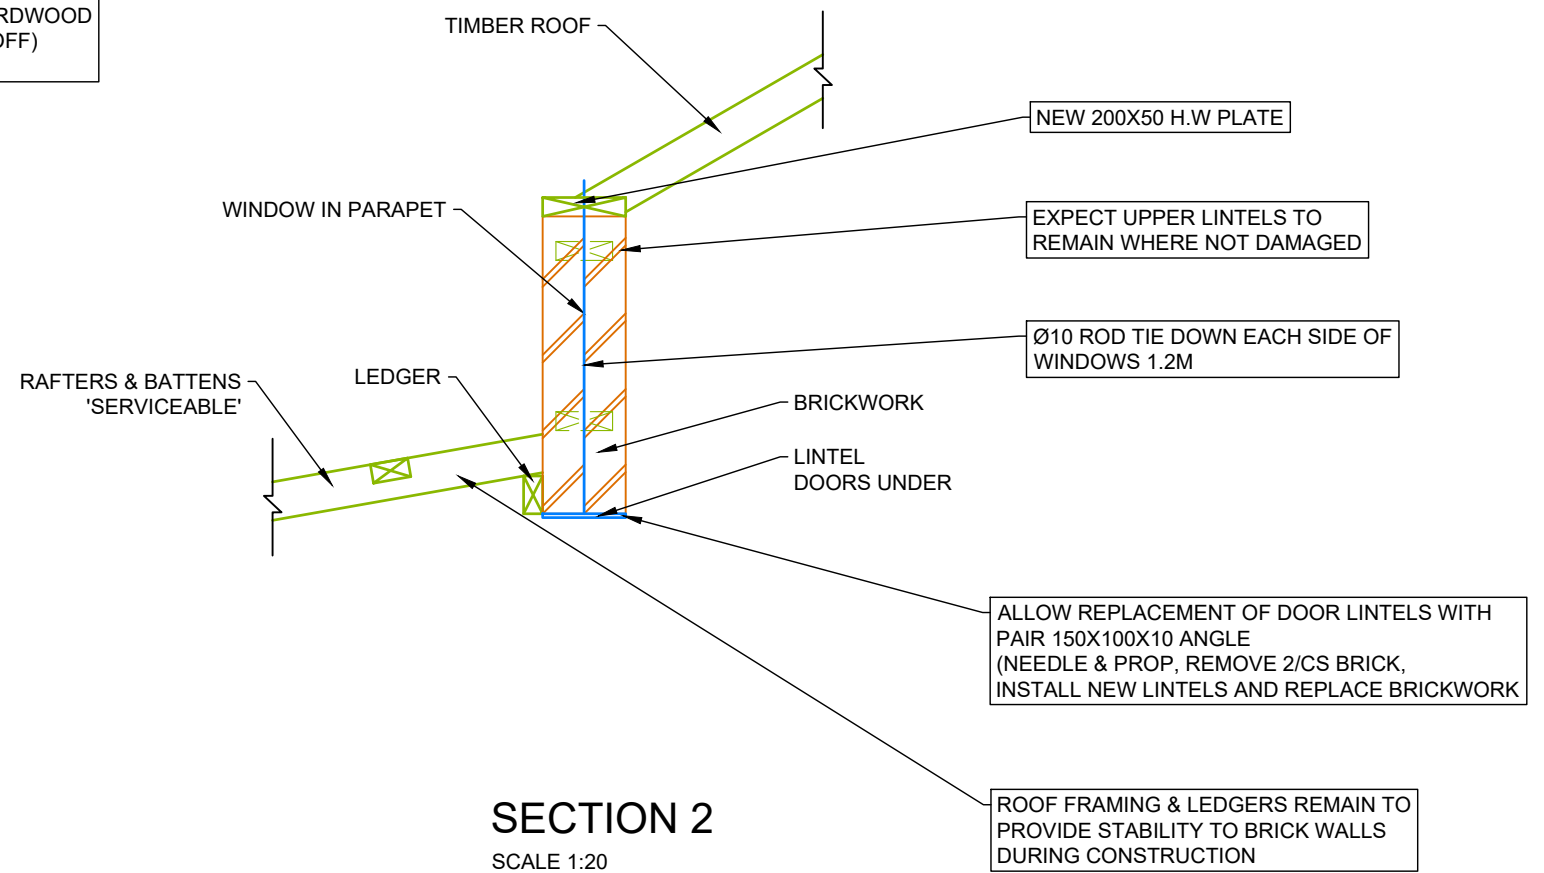 RDWOOD
OFF)
TIMBER ROOF
NEW 200X50 H.W PLATE
WINDOW IN PARAPET
EXPECT UPPER LINTELS TO
REMAIN WHERE NOT DAMAGED
Ø10 ROD TIE DOWN EACH SIDE OF
WINDOWS 1.2M
RAFTERS & BATTENS
'SERVICEABLE'
LEDGER
BRICKWORK
LINTEL
DOORS UNDER
ALLOW REPLACEMENT OF DOOR LINTELS WITH
PAIR 150X100X10 ANGLE
(NEEDLE & PROP, REMOVE 2/CS BRICK,
INSTALL NEW LINTELS AND REPLACE BRICKWORK
ROOF FRAMING & LEDGERS REMAIN TO
PROVIDE STABILITY TO BRICK WALLS
DURING CONSTRUCTION
SECTION 2
SCALE 1:20